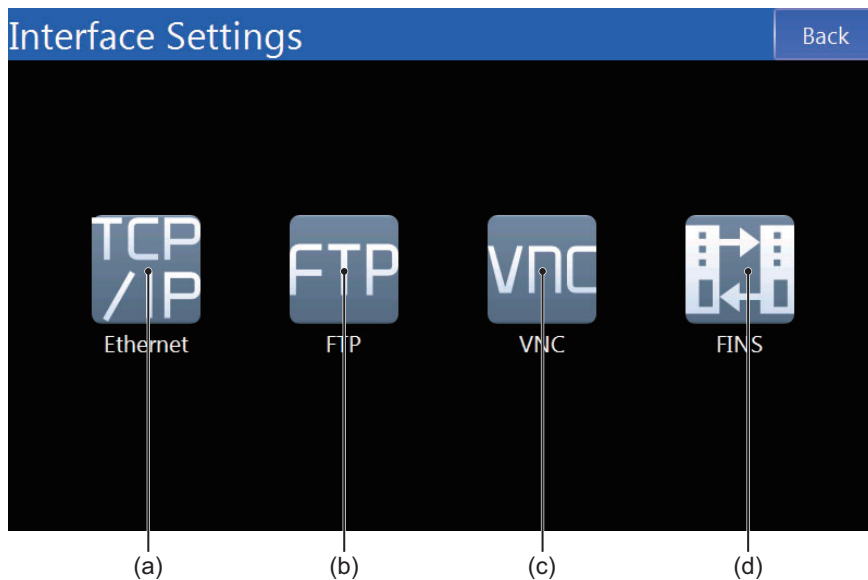 Interface Settings
Back
TCP
/IP
FTP
VNC
Ethernet
FTP
VNC
FINS
(a)
(b)
(c)
(d)